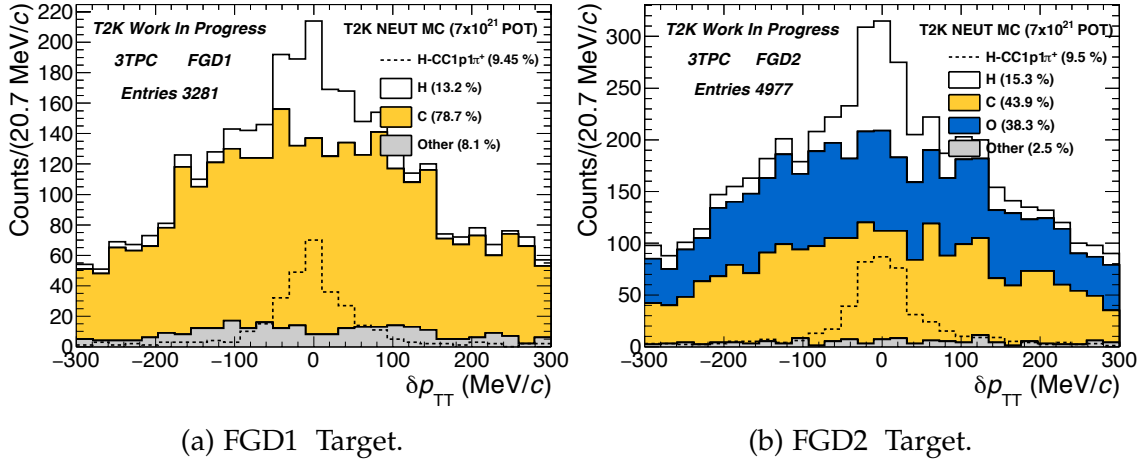 T2K Work In Progress
T2K NEUT MC (7x10²¹ POT)
3TPC FGD1
H-CC1p1π⁺ (9.45 %)
Entries 3281
H (13.2 %)
C (78.7 %)
Other (8.1 %)
Counts/(20.7 MeV/c)
220
200
180
160
140
120
100
80
60
40
20
0
−300 −200 −100 0 100 200 300
δp_TT (MeV/c)
(a) FGD1 Target.
T2K Work In Progress
T2K NEUT MC (7x10²¹ POT)
3TPC FGD2
H-CC1p1π⁺ (9.5 %)
Entries 4977
H (15.3 %)
C (43.9 %)
O (38.3 %)
Other (2.5 %)
Counts/(20.7 MeV/c)
300
250
200
150
100
50
0
−300 −200 −100 0 100 200 300
δp_TT (MeV/c)
(b) FGD2 Target.